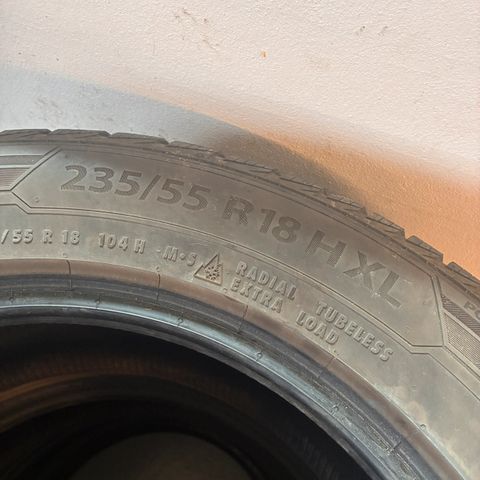 235/55 R18 H XL
/55 R 18 104 H M•S RADIAL TUBELESS
EXTRA LOAD